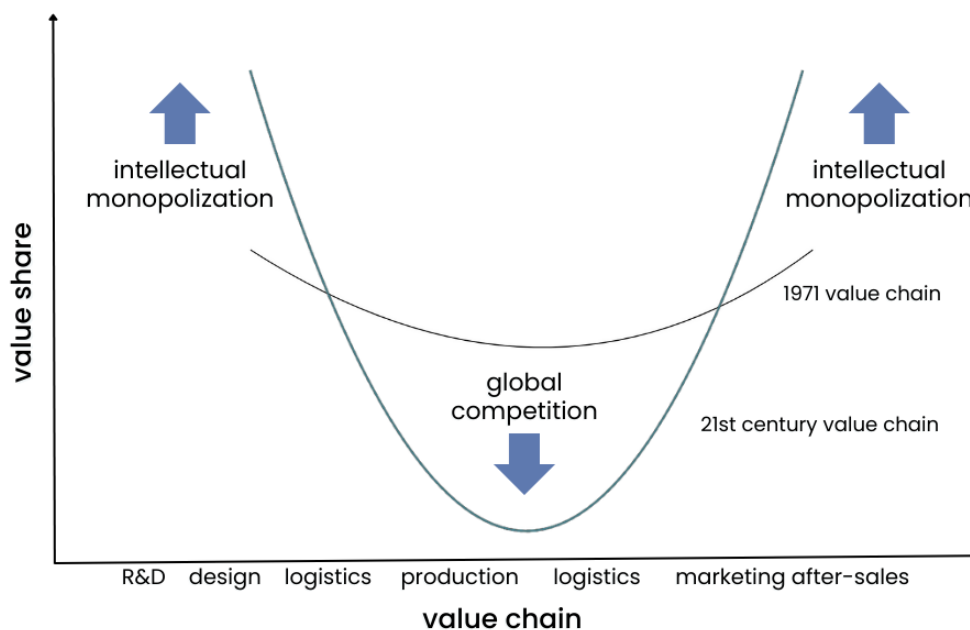 intellectual
monopolization
intellectual
monopolization
value share
1971 value chain
global
competition
21st century value chain
R&D design logistics production logistics marketing after-sales
value chain